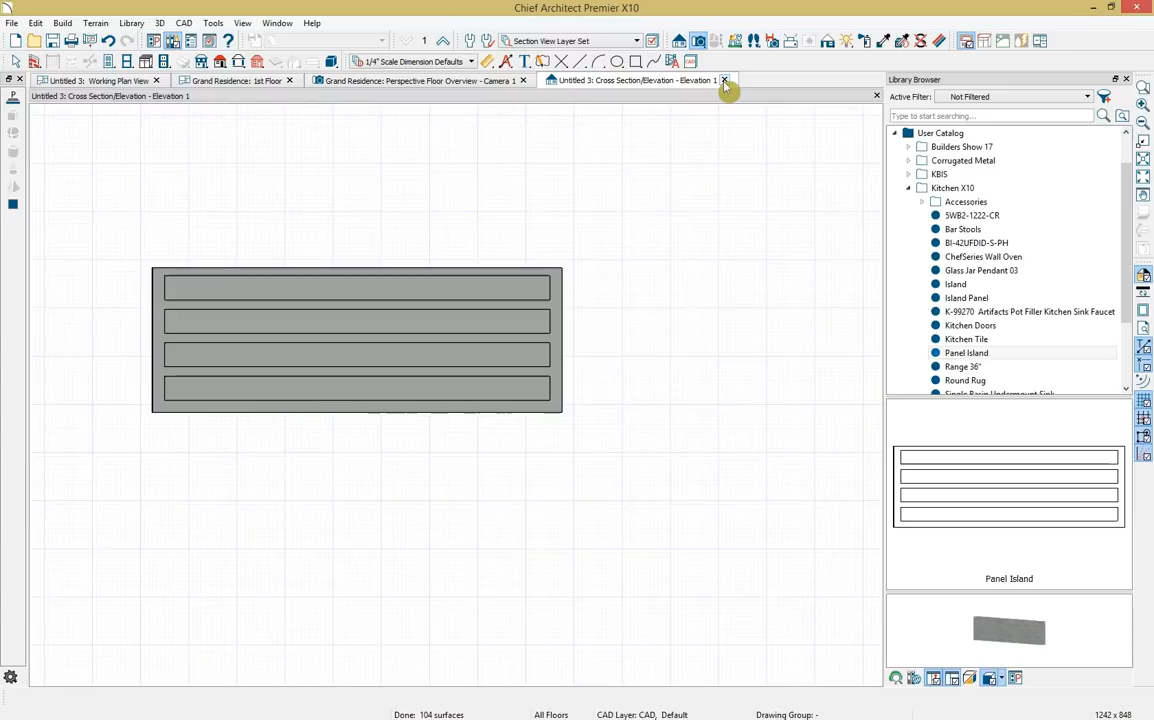 Chief Architect Premier X10
File Edit Build Terrain Library 3D CAD Tools View Window Help
1 Section View Layer Set
1/4" Scale Dimension Defaults
Untitled 3: Working Plan View Grand Residence: 1st Floor Grand Residence: Perspective Floor Overview - Camera 1 Untitled 3: Cross Section/Elevation - Elevation 1
Untitled 3: Cross Section/Elevation - Elevation 1
Library Browser
Active Filter: Not Filtered
Type to start searching...
User Catalog
Builders Show 17
Corrugated Metal
KBIS
Kitchen X10
Accessories
5WB2-1222-CR
Bar Stools
BI-42UFDID-S-PH
ChefSeries Wall Oven
Glass Jar Pendant 03
Island
Island Panel
K-99270 Artifacts Pot Filler Kitchen Sink Faucet
Kitchen Doors
Kitchen Tile
Panel Island
Range 36"
Round Rug
Single Basin Undermount Sink
Panel Island
Done: 104 surfaces All Floors CAD Layer: CAD, Default Drawing Group: - 1242 x 848